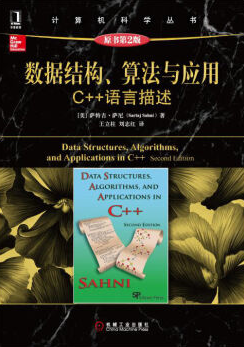 计算机科学丛书
原书第2版
数据结构、算法与应用
C++语言描述
[美] 萨特吉·萨尼 (Sartaj Sahni) 著
王立柱 刘志红 译
Data Structures, Algorithms,
and Applications in C++ Second Edition
DATA STRUCTURES,
ALGORITHMS, AND
APPLICATIONS IN
C++
SECOND EDITION
SAHNI
机械工业出版社
China Machine Press